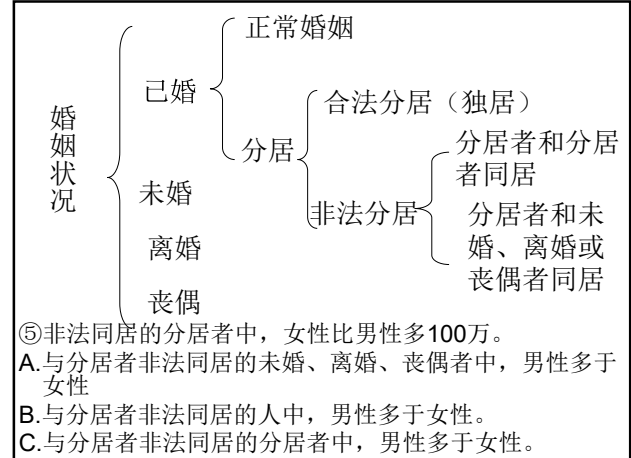 正常婚姻
已婚
合法分居（独居）
婚姻状况
分居
分居者和分居
者同居
未婚
非法分居
分居者和未
婚、离婚或
丧偶者同居
离婚
丧偶
⑤非法同居的分居者中，女性比男性多100万。
A.与分居者非法同居的未婚、离婚、丧偶者中，男性多于
女性
B.与分居者非法同居的人中，男性多于女性。
C.与分居者非法同居的分居者中，男性多于女性。